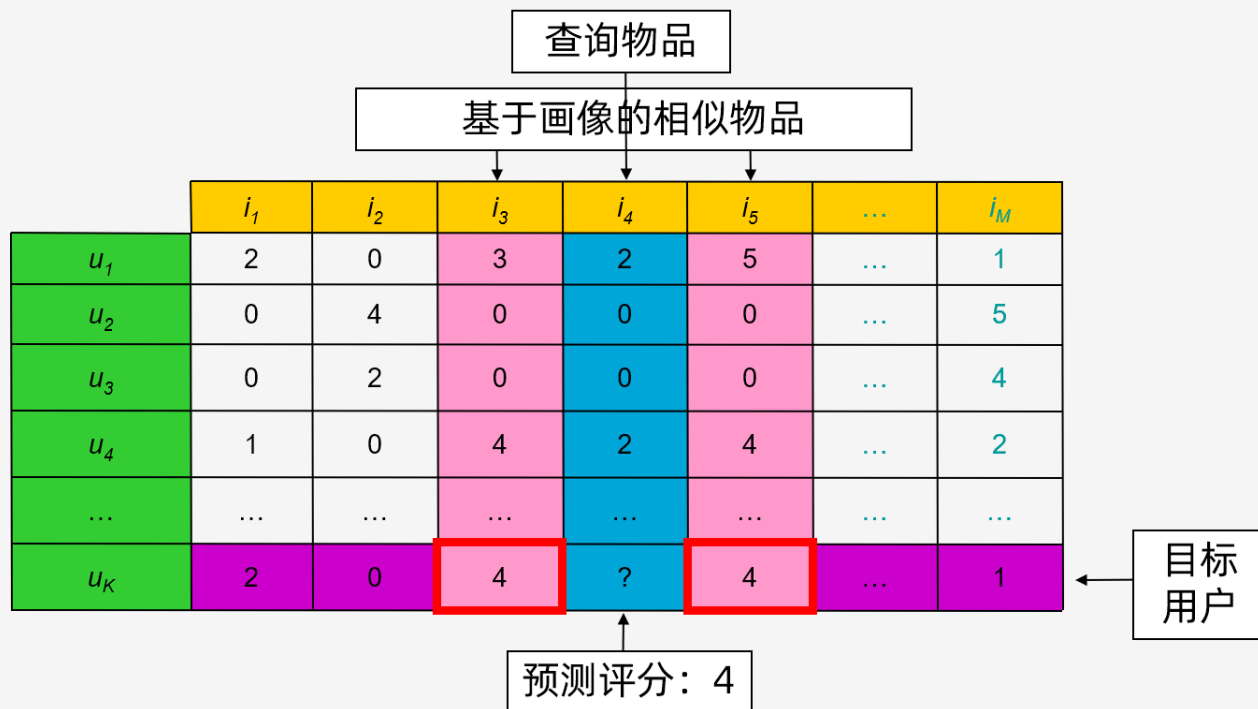 查询物品
基于画像的相似物品
i1 i2 i3 i4 i5 … iM
u1 2 0 3 2 5 … 1
u2 0 4 0 0 0 … 5
u3 0 2 0 0 0 … 4
u4 1 0 4 2 4 … 2
… … … … … … … …
uK 2 0 4 ? 4 … 1
目标
用户
预测评分：4